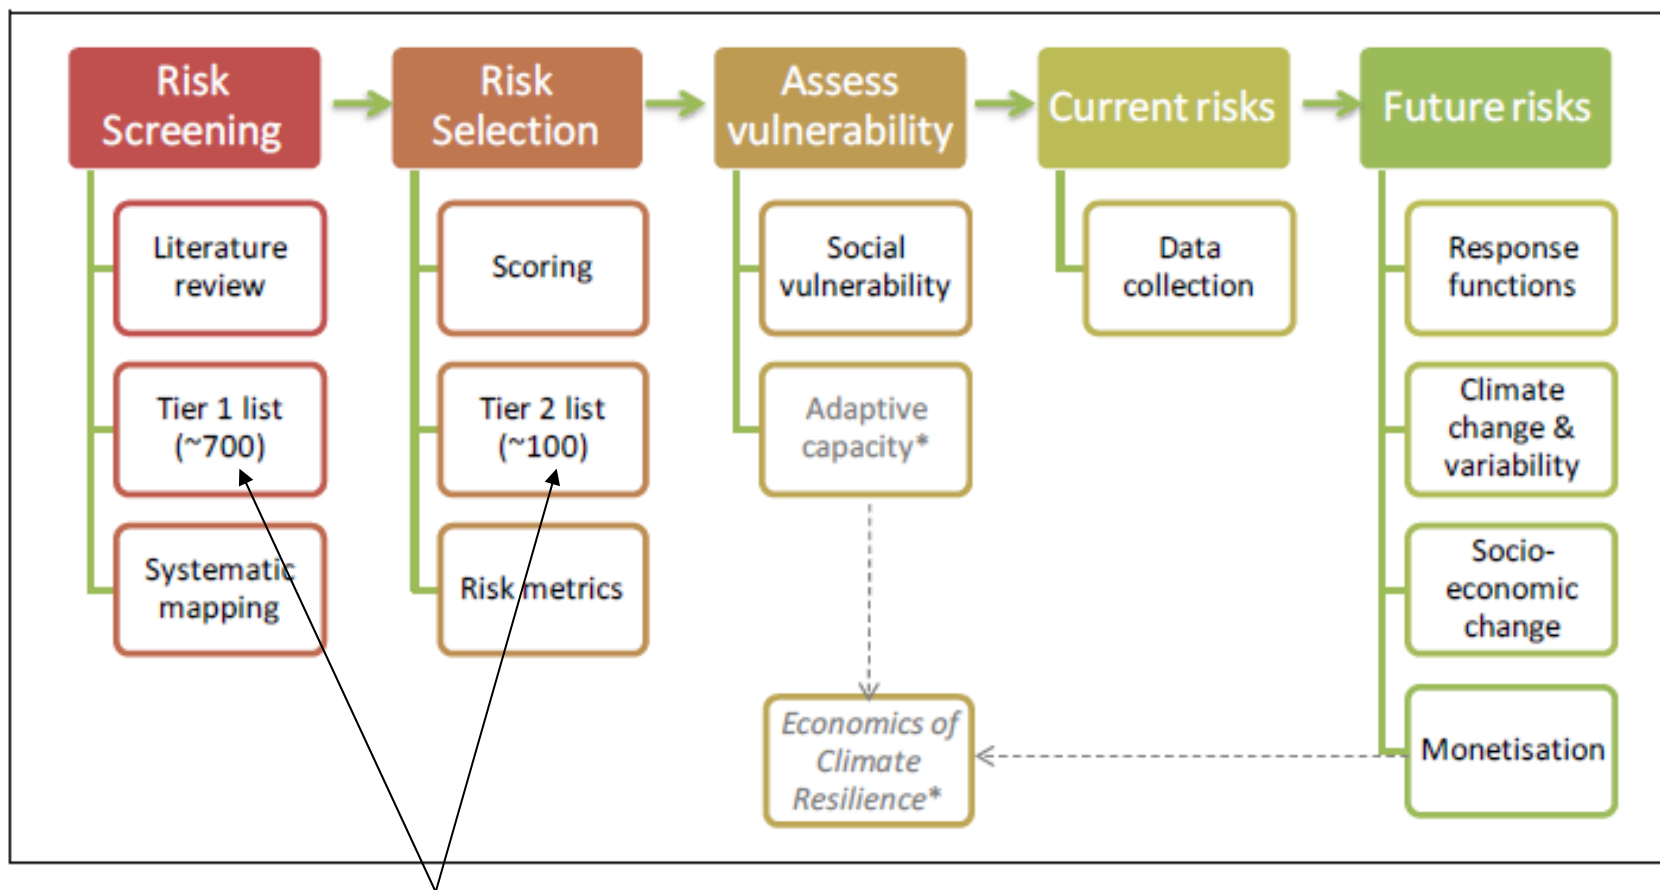 Risk
Screening
Risk
Selection
Assess
vulnerability
Current risks
Future risks
Literature
review
Tier 1 list
(~700)
Systematic
mapping
Scoring
Tier 2 list
(~100)
Risk metrics
Social
vulnerability
Adaptive
capacity*
Economics of
Climate
Resilience*
Data
collection
Response
functions
Climate
change &
variability
Socio-
economic
change
Monetisation